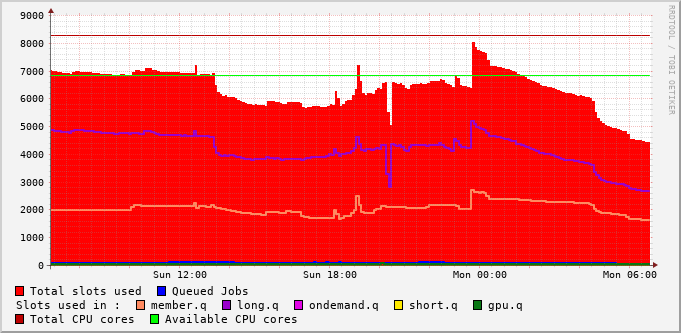 9000
8000
7000
6000
5000
4000
3000
2000
1000
0
Sun 12:00 Sun 18:00 Mon 00:00 Mon 06:00
Total slots used Queued Jobs
Slots used in : member.q long.q ondemand.q short.q gpu.q
Total CPU cores Available CPU cores
RRDTOOL / TOBI OETIKER